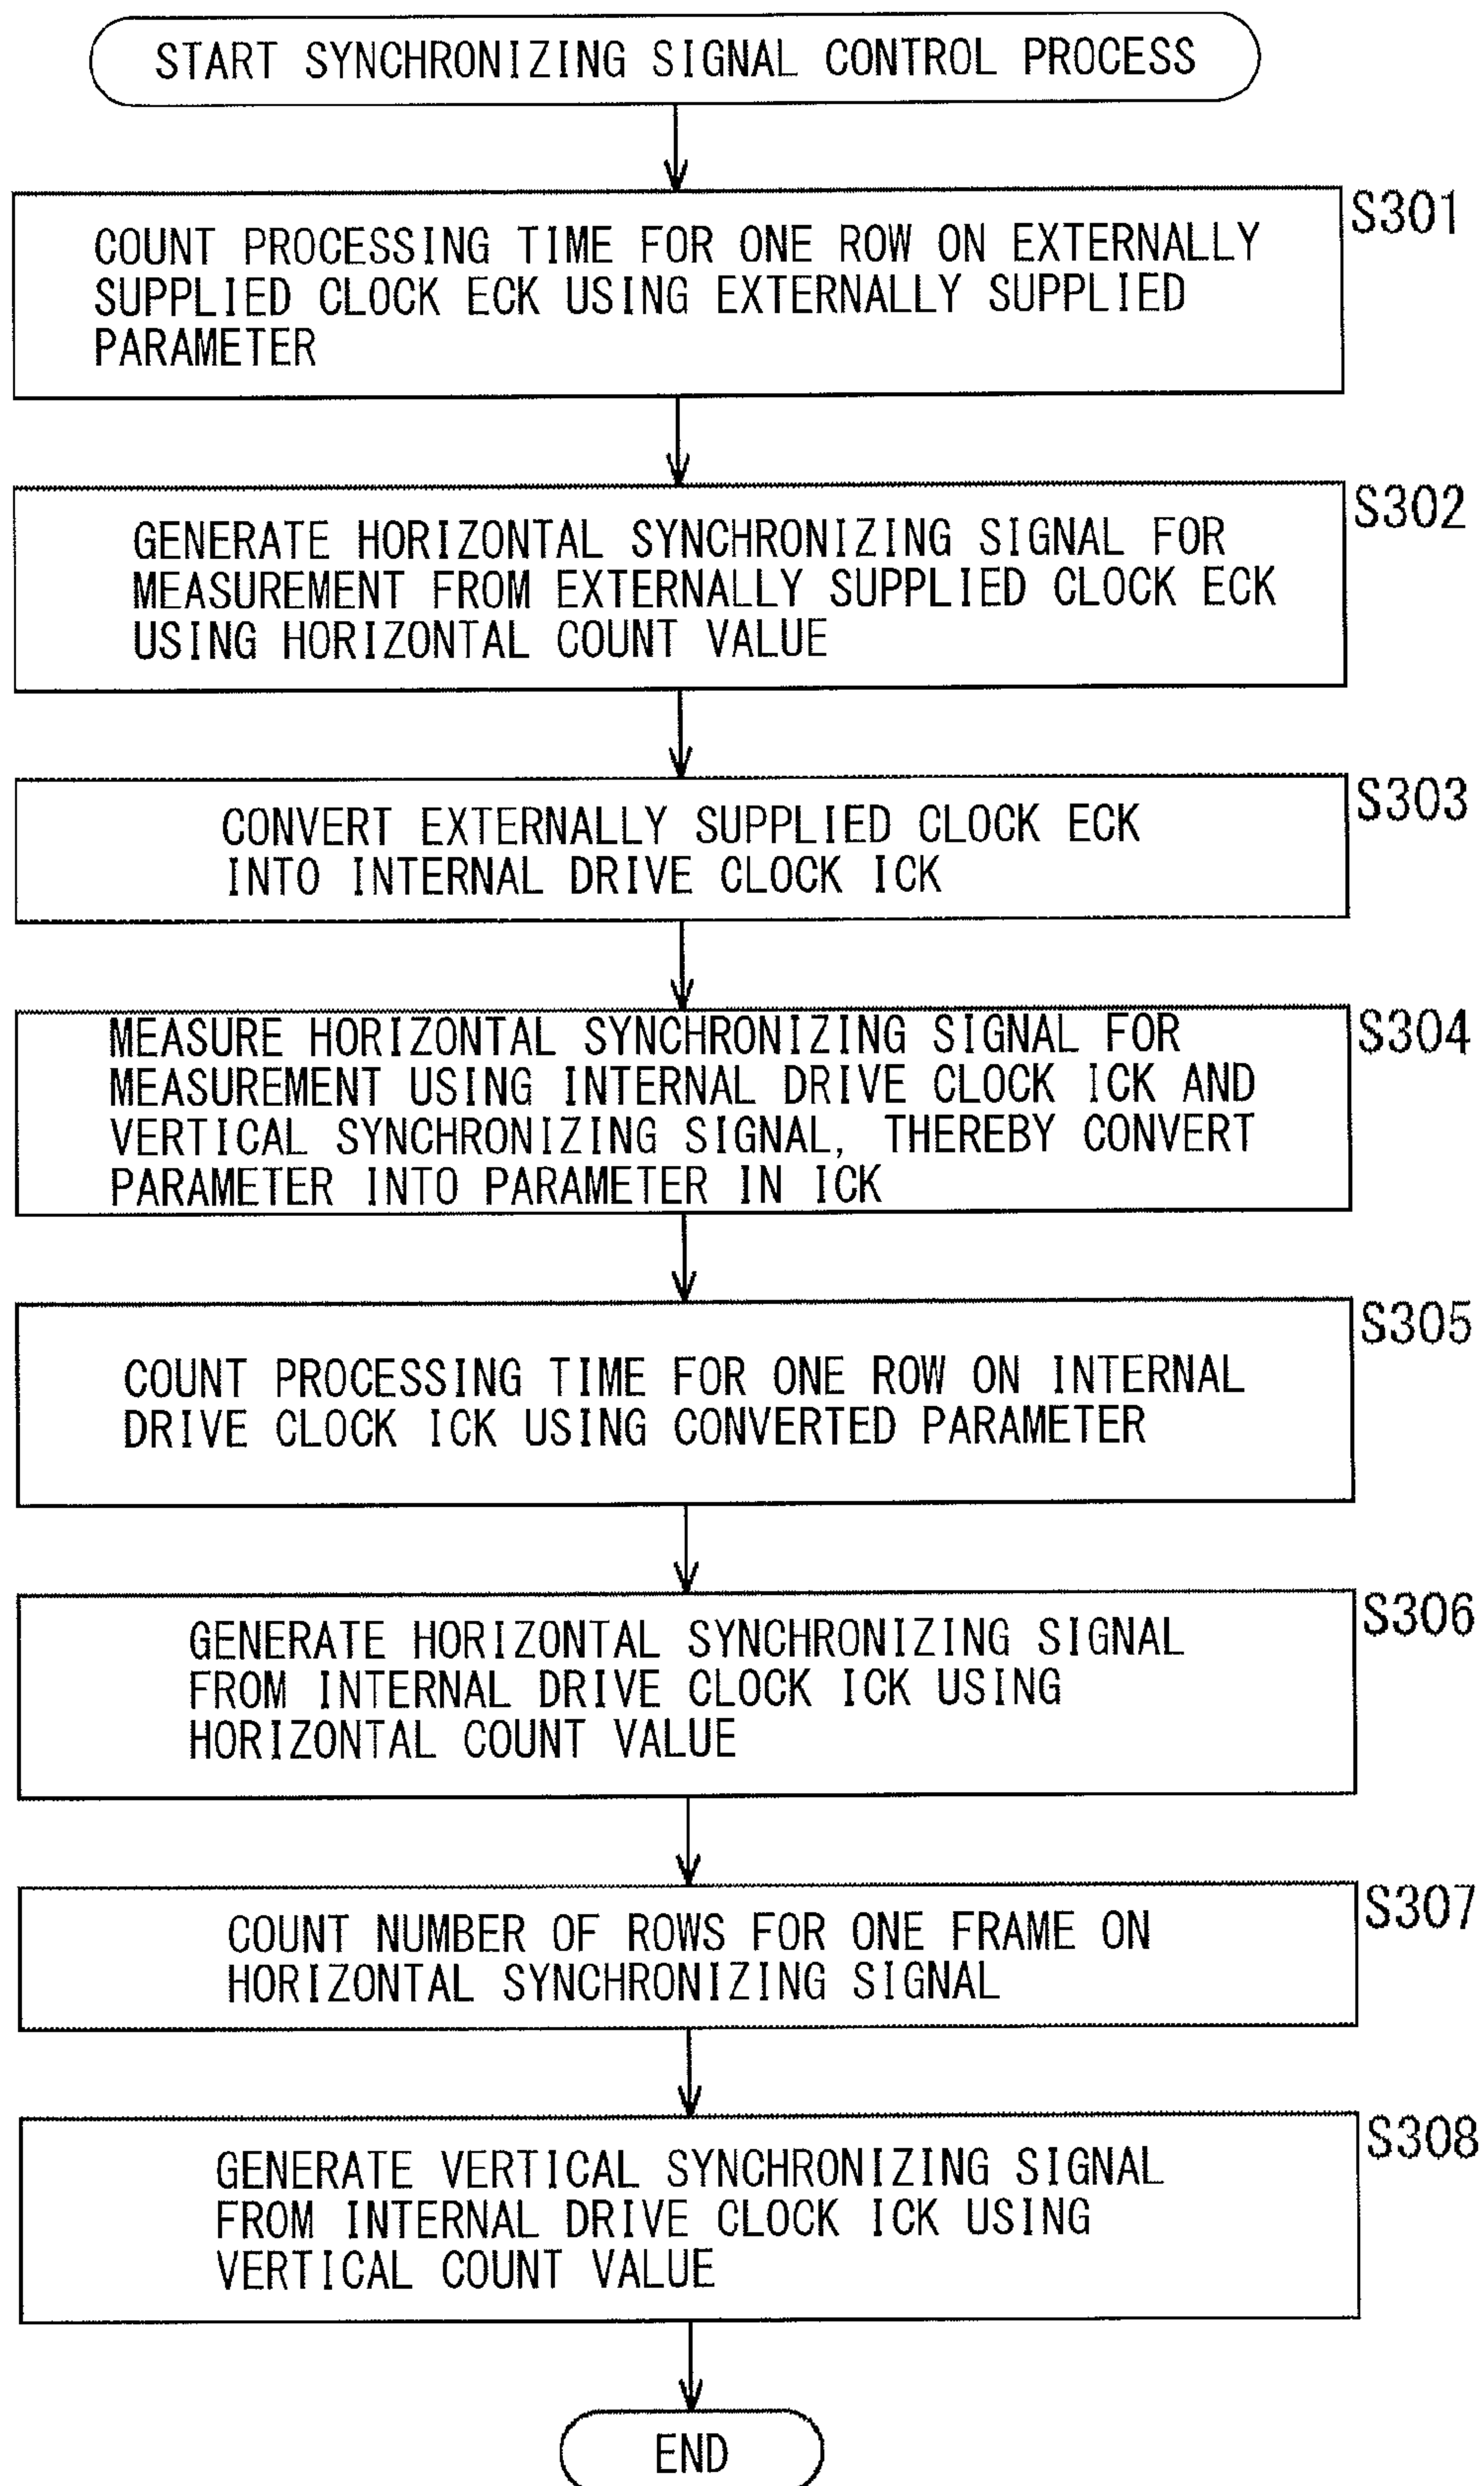 START SYNCHRONIZING SIGNAL CONTROL PROCESS
S301
COUNT PROCESSING TIME FOR ONE ROW ON EXTERNALLY
SUPPLIED CLOCK ECK USING EXTERNALLY SUPPLIED
PARAMETER
S302
GENERATE HORIZONTAL SYNCHRONIZING SIGNAL FOR
MEASUREMENT FROM EXTERNALLY SUPPLIED CLOCK ECK
USING HORIZONTAL COUNT VALUE
S303
CONVERT EXTERNALLY SUPPLIED CLOCK ECK
INTO INTERNAL DRIVE CLOCK ICK
S304
MEASURE HORIZONTAL SYNCHRONIZING SIGNAL FOR
MEASUREMENT USING INTERNAL DRIVE CLOCK ICK AND
VERTICAL SYNCHRONIZING SIGNAL, THEREBY CONVERT
PARAMETER INTO PARAMETER IN ICK
S305
COUNT PROCESSING TIME FOR ONE ROW ON INTERNAL
DRIVE CLOCK ICK USING CONVERTED PARAMETER
S306
GENERATE HORIZONTAL SYNCHRONIZING SIGNAL
FROM INTERNAL DRIVE CLOCK ICK USING
HORIZONTAL COUNT VALUE
S307
COUNT NUMBER OF ROWS FOR ONE FRAME ON
HORIZONTAL SYNCHRONIZING SIGNAL
S308
GENERATE VERTICAL SYNCHRONIZING SIGNAL
FROM INTERNAL DRIVE CLOCK ICK USING
VERTICAL COUNT VALUE
END